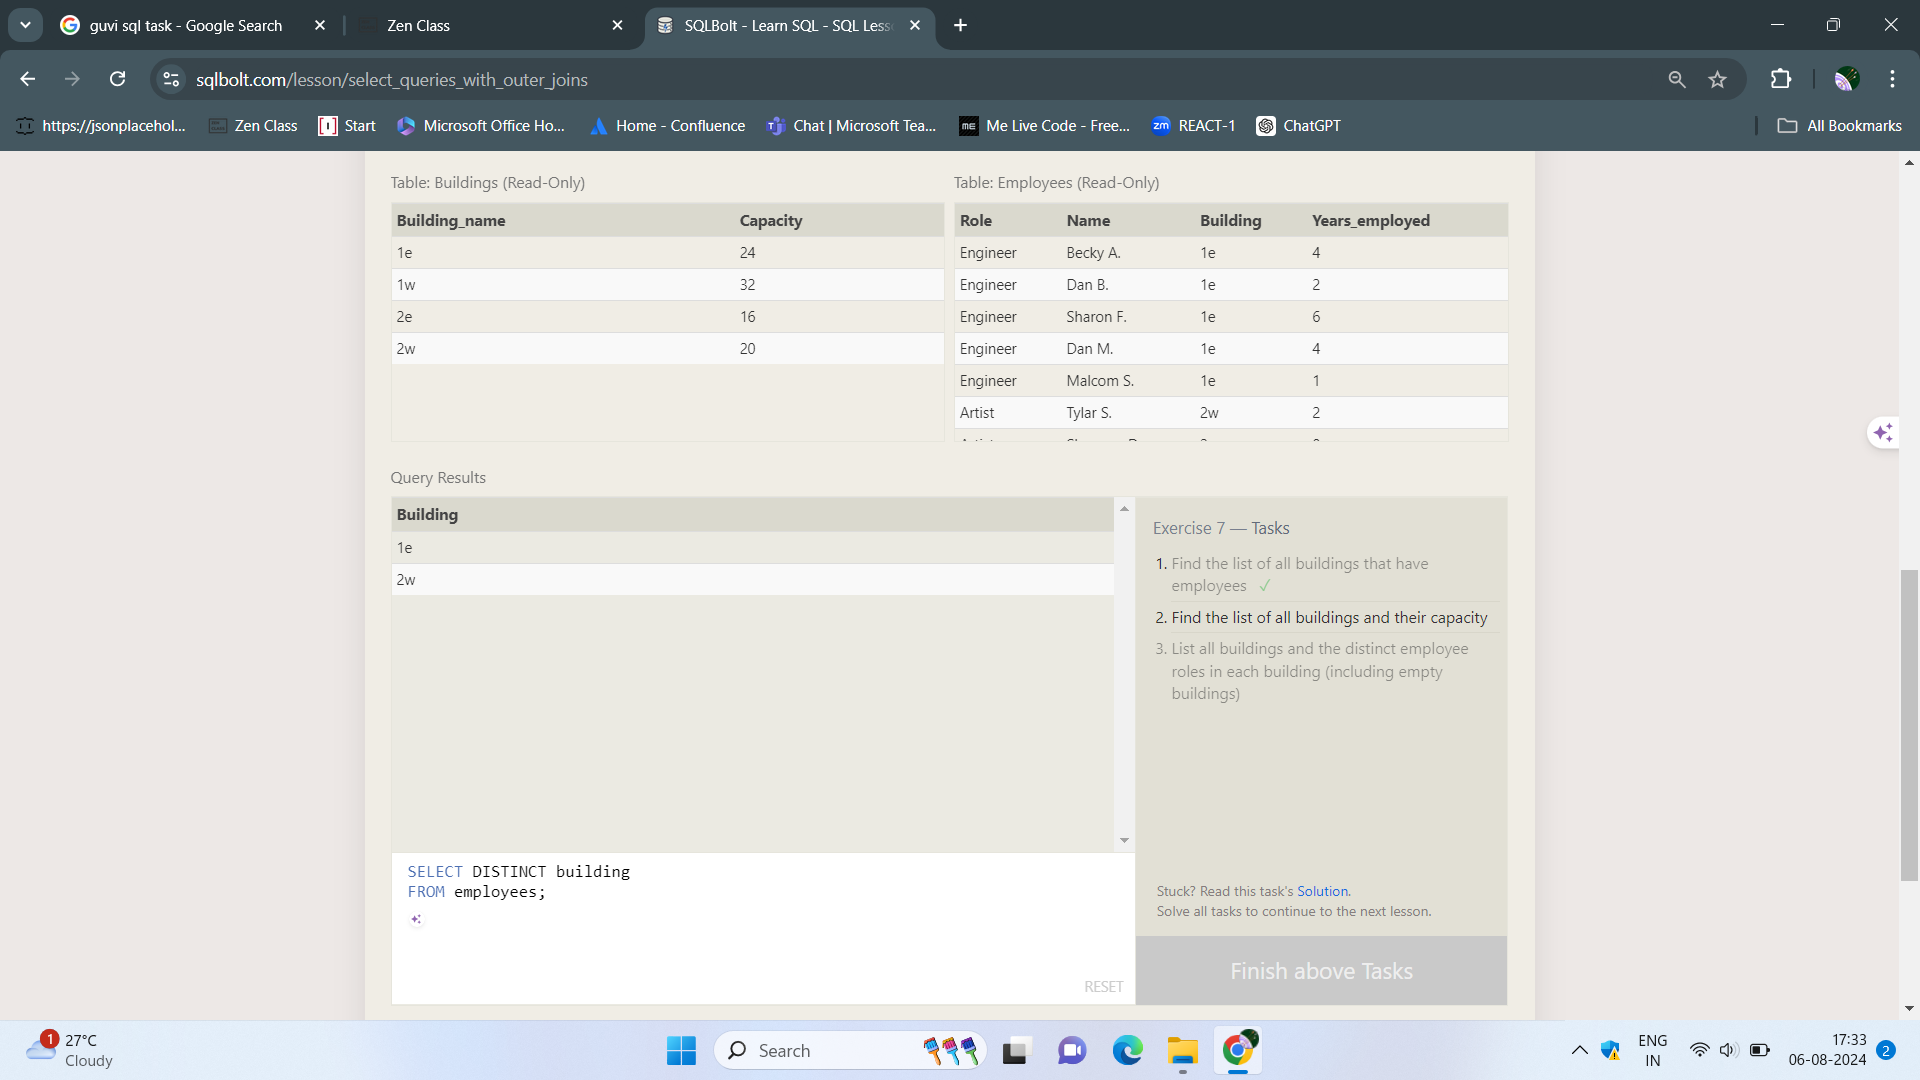 guvi sql task - Google Search
Zen Class
SQLBolt - Learn SQL - SQL Less
sqlbolt.com/lesson/select_queries_with_outer_joins
https://jsonplacehol...
Zen Class
Start
Microsoft Office Ho...
Home - Confluence
Chat | Microsoft Tea...
Me Live Code - Free...
REACT-1
ChatGPT
All Bookmarks
Table: Buildings (Read-Only)
Building_name Capacity
1e 24
1w 32
2e 16
2w 20
Table: Employees (Read-Only)
Role Name Building Years_employed
Engineer Becky A. 1e 4
Engineer Dan B. 1e 2
Engineer Sharon F. 1e 6
Engineer Dan M. 1e 4
Engineer Malcom S. 1e 1
Artist Tylar S. 2w 2
Query Results
Building
1e
2w
Exercise 7 — Tasks
1. Find the list of all buildings that have
employees ✓
2. Find the list of all buildings and their capacity
3. List all buildings and the distinct employee
roles in each building (including empty
buildings)
SELECT DISTINCT building
FROM employees;
RESET
Stuck? Read this task's Solution.
Solve all tasks to continue to the next lesson.
Finish above Tasks
1
27°C
Cloudy
Search
ENG
IN
17:33
06-08-2024
2